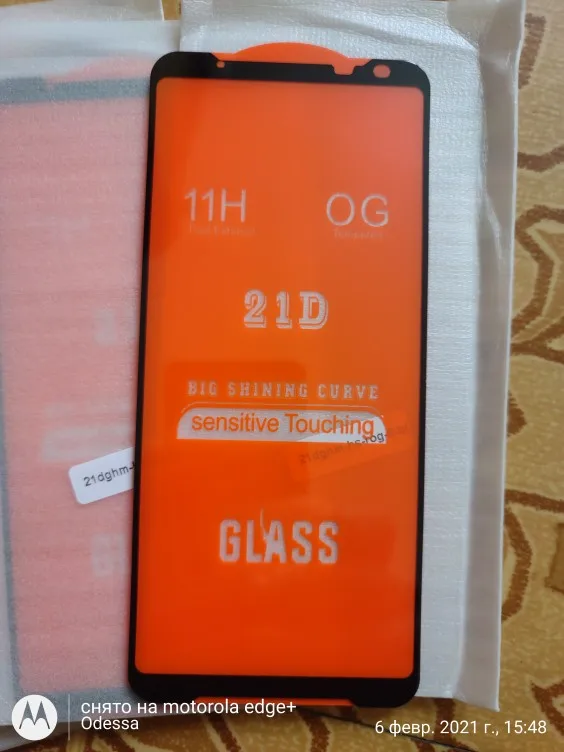 11H OG
21D
BIG SHINING CURVE
sensitive Touching
GLASS
снято на motorola edge+
Odessa
6 февр. 2021 г., 15:48